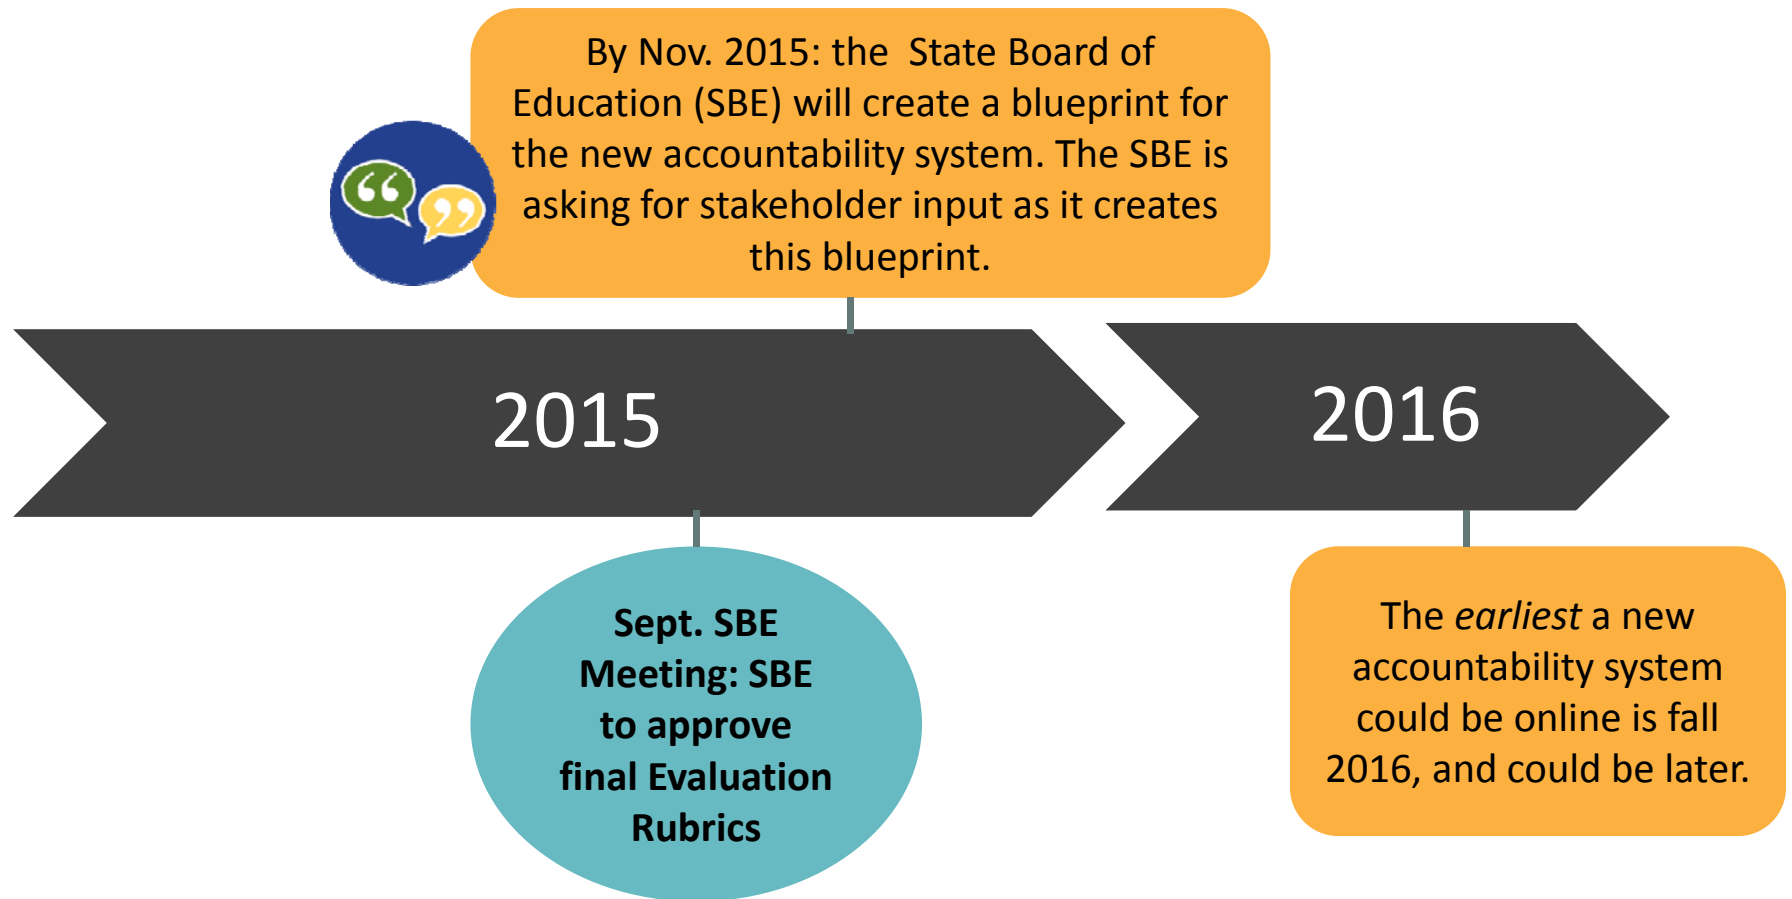 By Nov. 2015: the State Board of
Education (SBE) will create a blueprint for
the new accountability system. The SBE is
asking for stakeholder input as it creates
this blueprint.
2015
2016
Sept. SBE
Meeting: SBE
to approve
final Evaluation
Rubrics
The earliest a new
accountability system
could be online is fall
2016, and could be later.